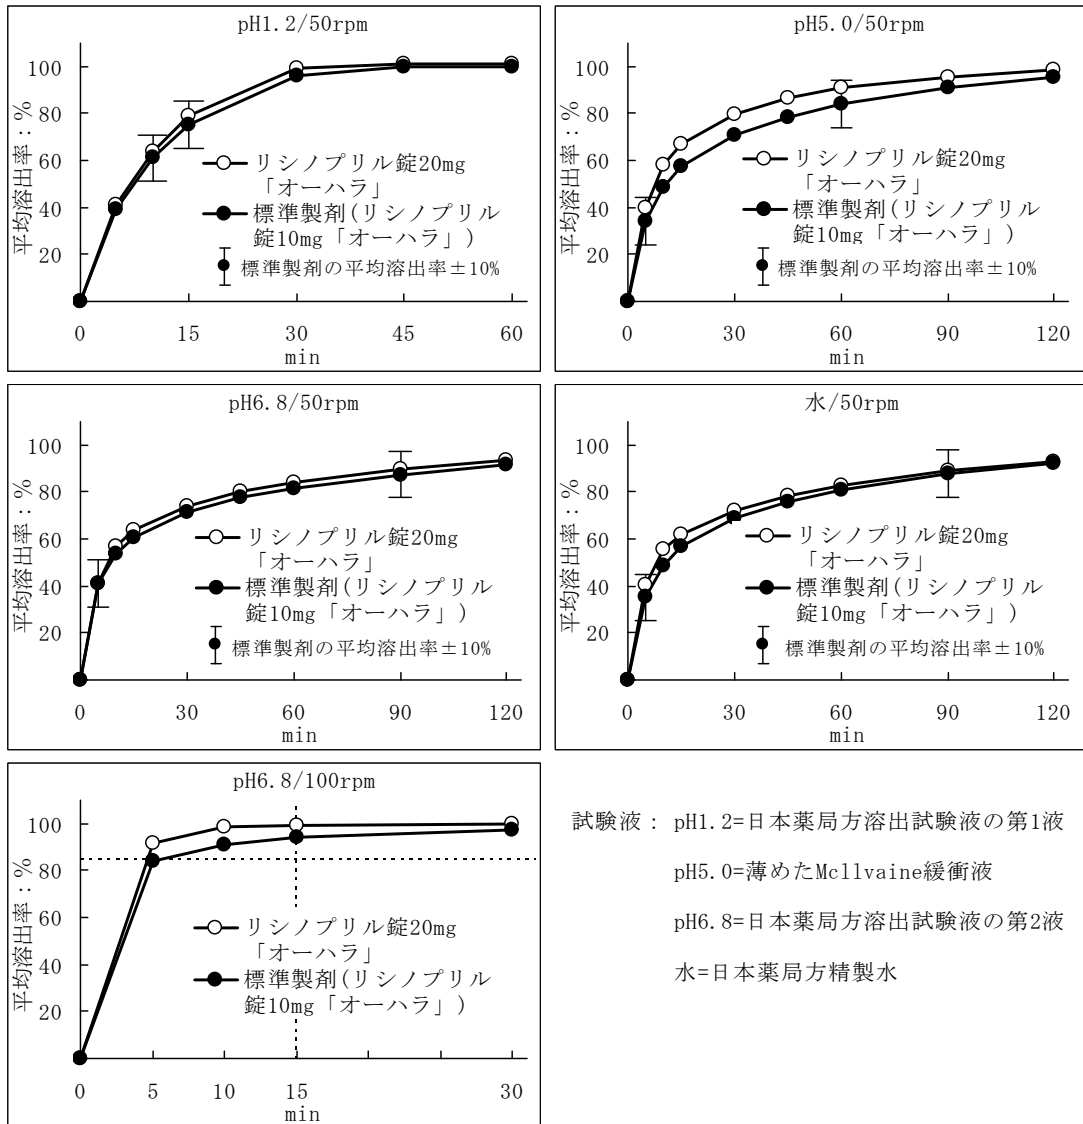 pH1.2/50rpm
平均溶出率:%
100
80
60
40
20
リシノプリル錠20mg
「オーハラ」
標準製剤(リシノプリル
錠10mg「オーハラ」)
標準製剤の平均溶出率±10%
0 15 30 45 60
min
pH5.0/50rpm
平均溶出率:%
100
80
60
40
20
リシノプリル錠20mg
「オーハラ」
標準製剤(リシノプリル
錠10mg「オーハラ」)
標準製剤の平均溶出率±10%
0 30 60 90 120
min
pH6.8/50rpm
平均溶出率:%
100
80
60
40
20
リシノプリル錠20mg
「オーハラ」
標準製剤(リシノプリル
錠10mg「オーハラ」)
標準製剤の平均溶出率±10%
0 30 60 90 120
min
水/50rpm
平均溶出率:%
100
80
60
40
20
リシノプリル錠20mg
「オーハラ」
標準製剤(リシノプリル
錠10mg「オーハラ」)
標準製剤の平均溶出率±10%
0 30 60 90 120
min
pH6.8/100rpm
平均溶出率:%
100
80
60
40
20
リシノプリル錠20mg
「オーハラ」
標準製剤(リシノプリル
錠10mg「オーハラ」)
0 5 10 15 30
min
試験液: pH1.2=日本薬局方溶出試験液の第1液
pH5.0=薄めたMcllvaine緩衝液
pH6.8=日本薬局方溶出試験液の第2液
水=日本薬局方精製水